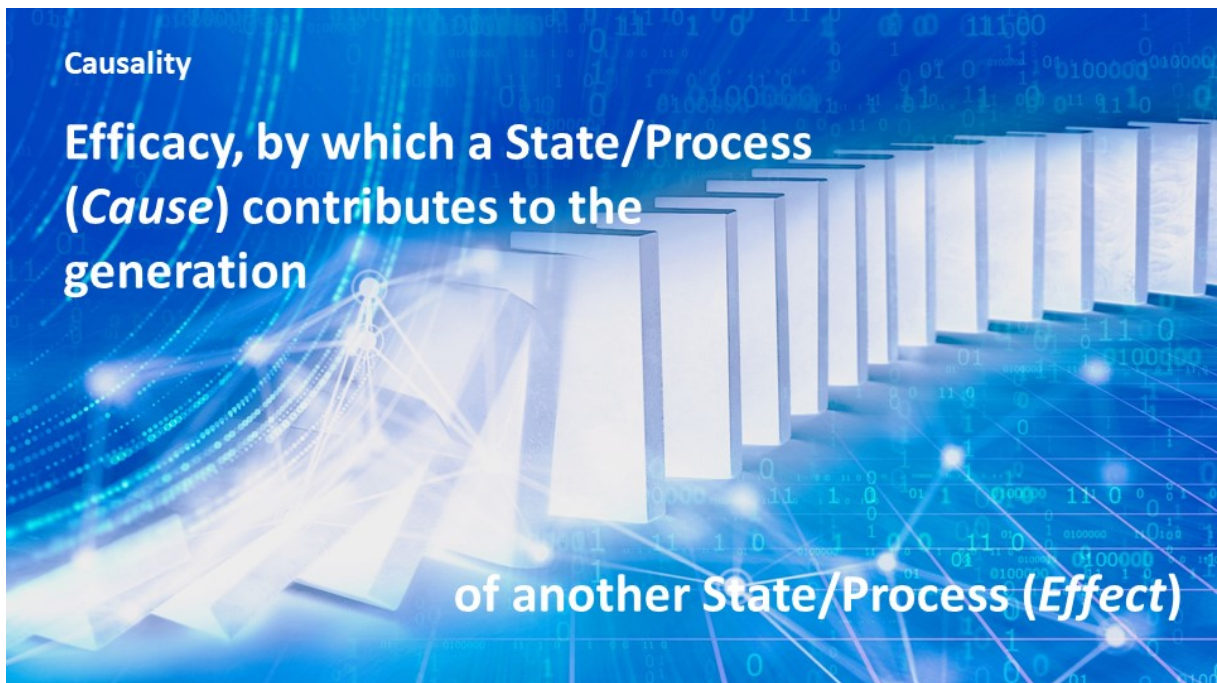 Causality
Efficacy, by which a State/Process
(Cause) contributes to the
generation
of another State/Process (Effect)